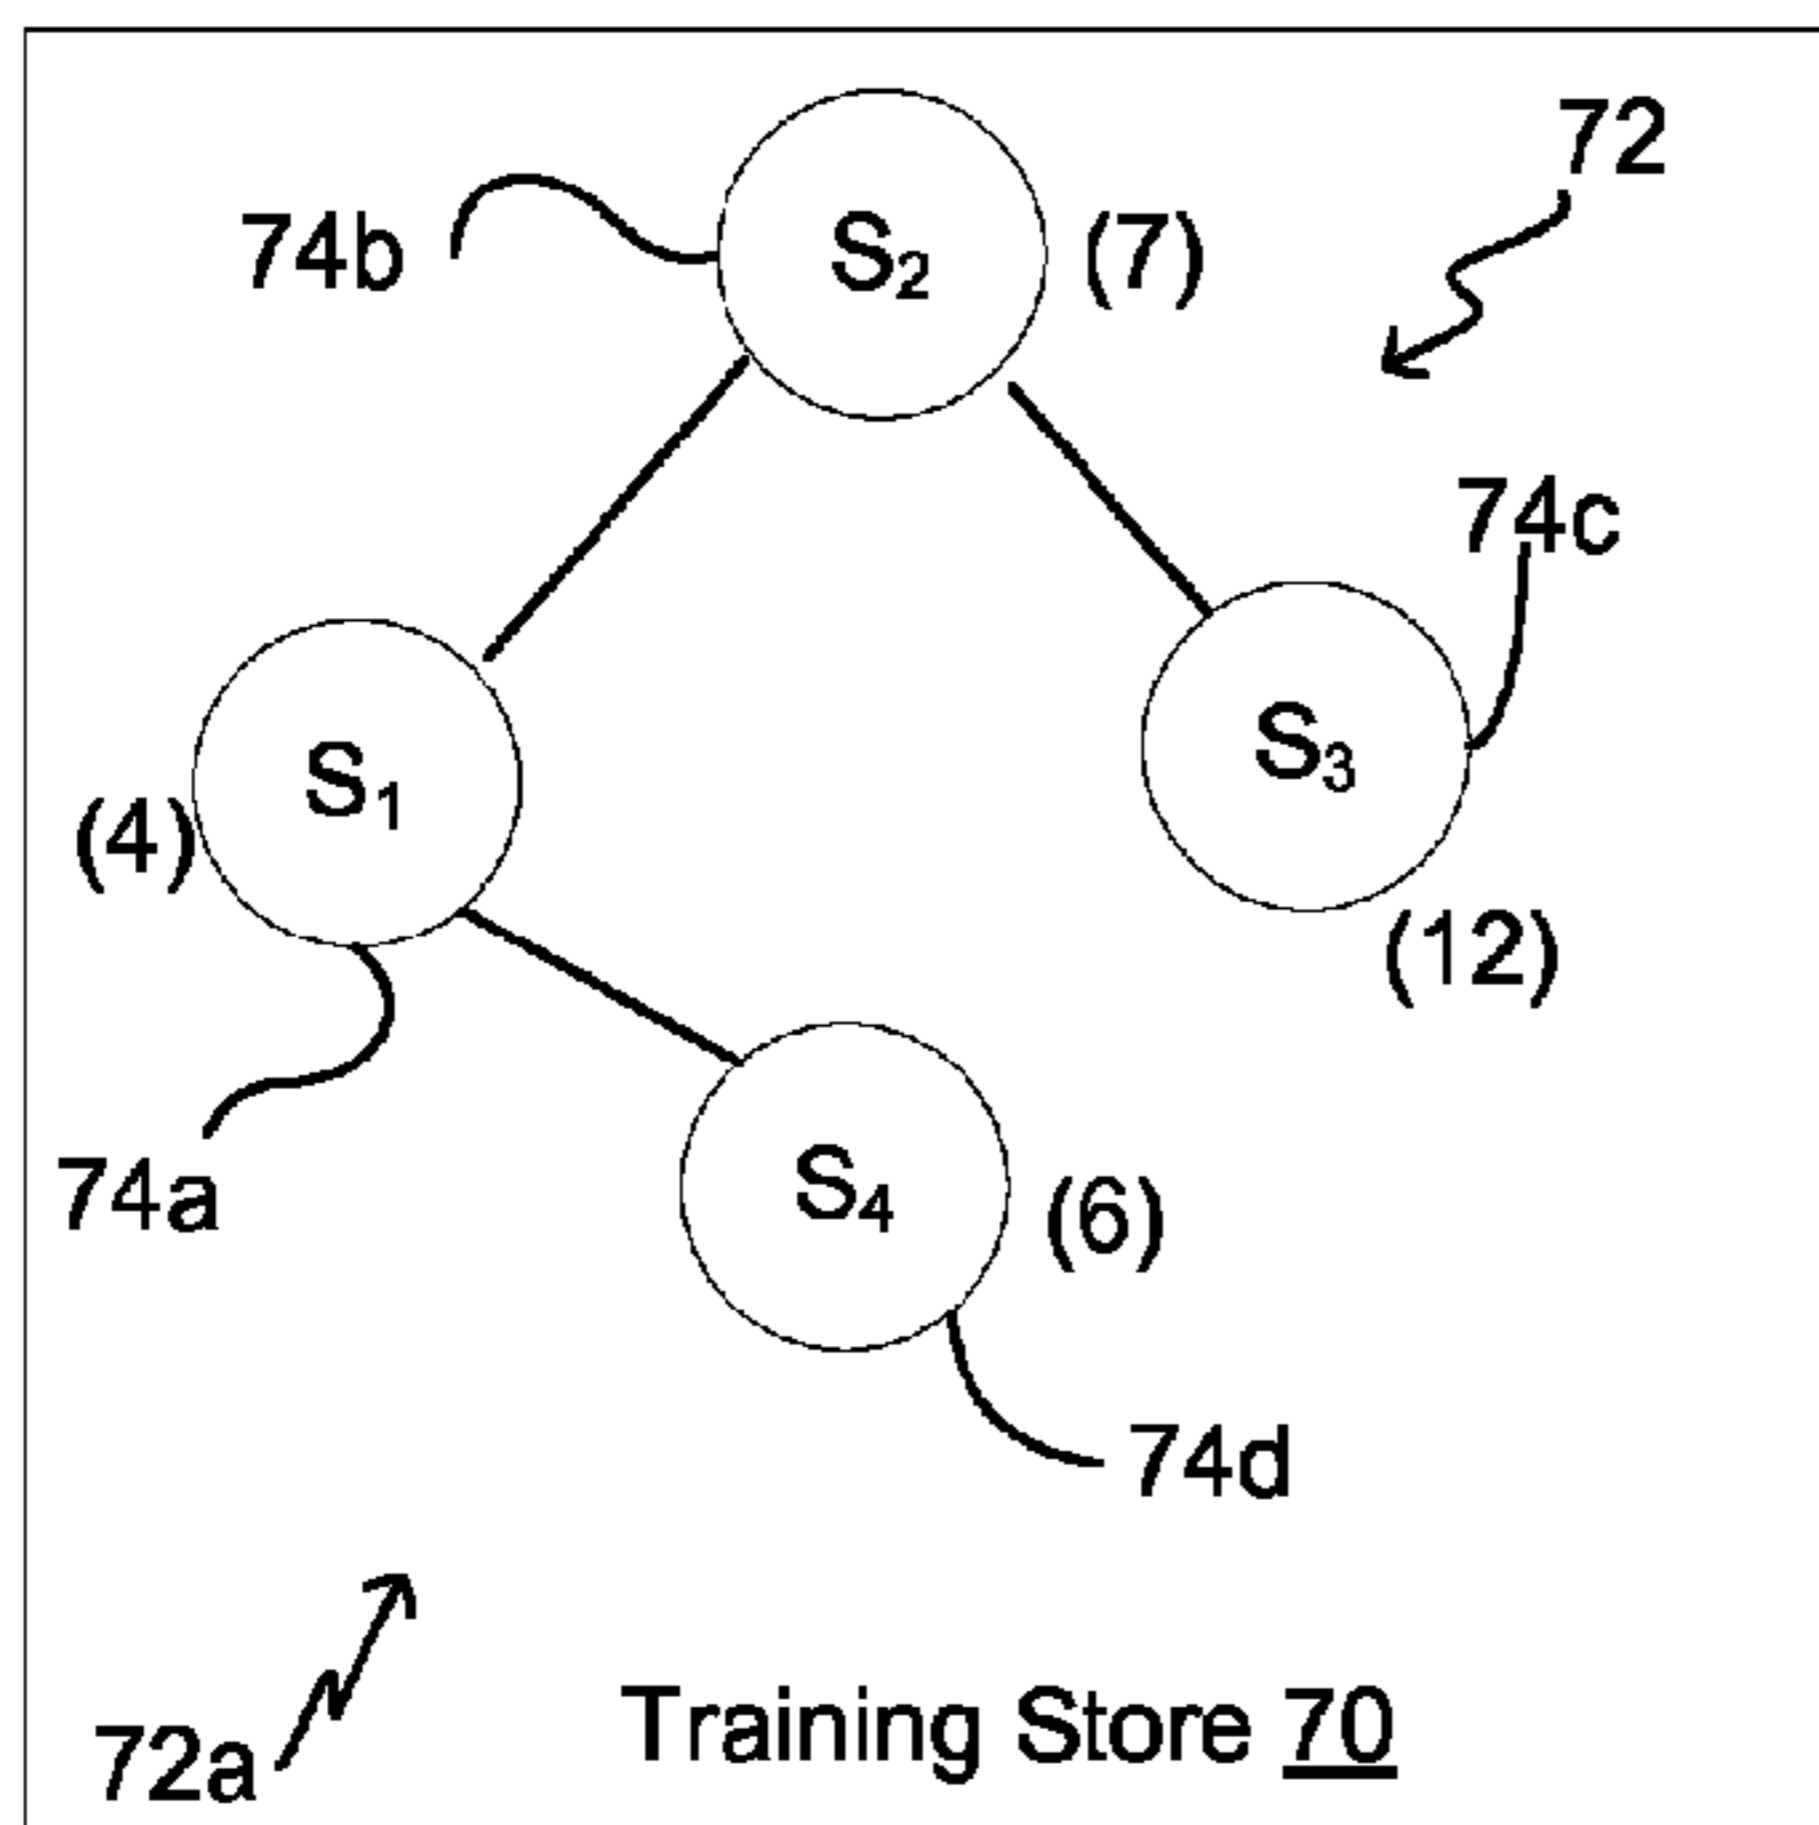 72
74b
S₂
(7)
74c
S₁
S₃
(4)
(12)
74a
S₄
(6)
74d
72a
Training Store 70